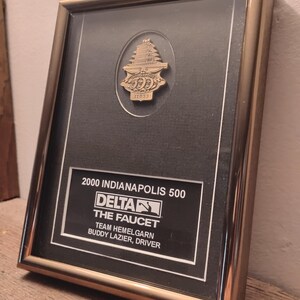 2000 INDIANAPOLIS 500
DELTA
THE FAUCET
TEAM HEMELGARN
BUDDY LAZIER, DRIVER